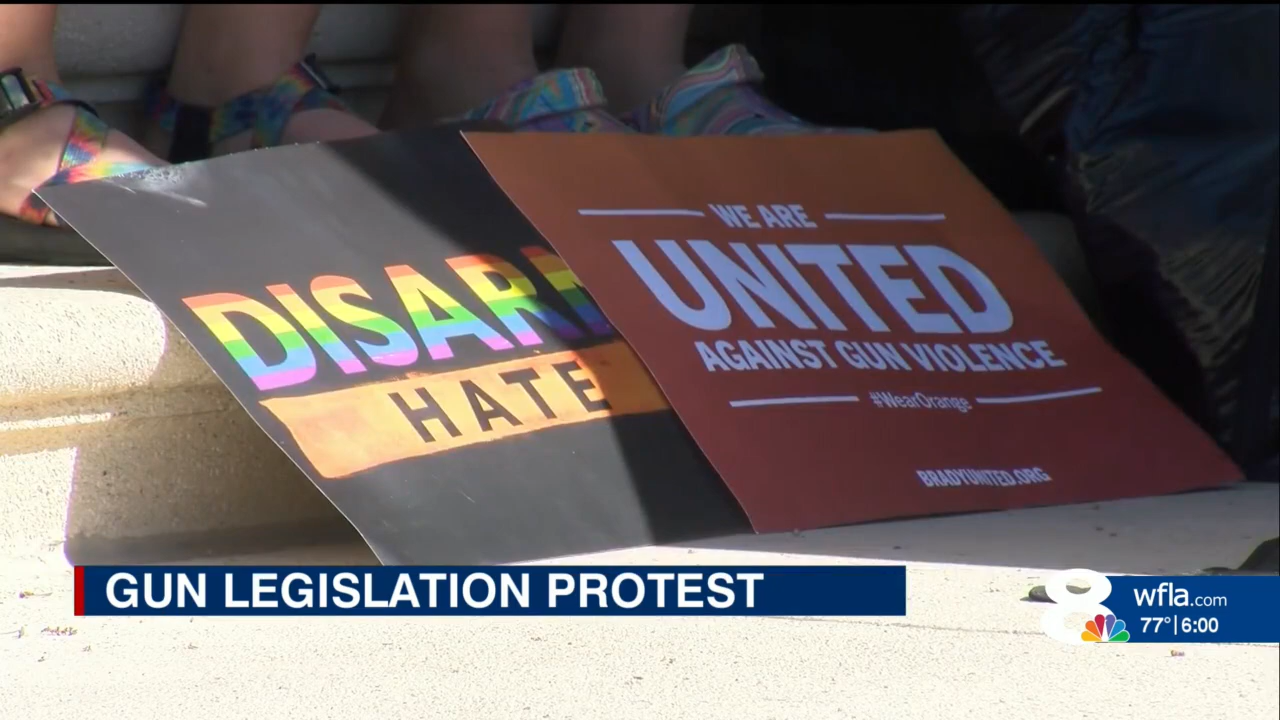 DISARM
HATE
WE ARE
UNITED
AGAINST GUN VIOLENCE
#WearOrange
BRADYUNITED.ORG
GUN LEGISLATION PROTEST
8
wfla.com
77° | 6:00